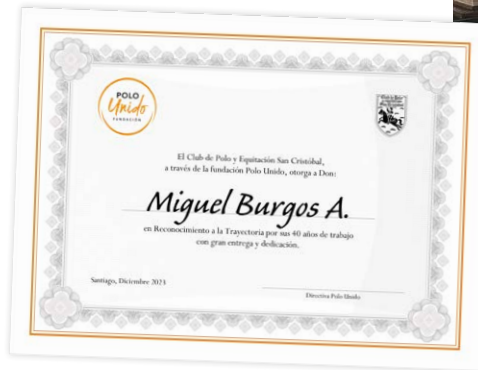 POLO
Unido
FUNDACIÓN
El Club de Polo y Equitación San Cristóbal,
a través de la fundación Polo Unido, otorga a Don:
Miguel Burgos A.
en Reconocimiento a la Trayectoria por sus 40 años de trabajo
con gran entrega y dedicación.
Santiago, Diciembre 2023
Directiva Polo Unido